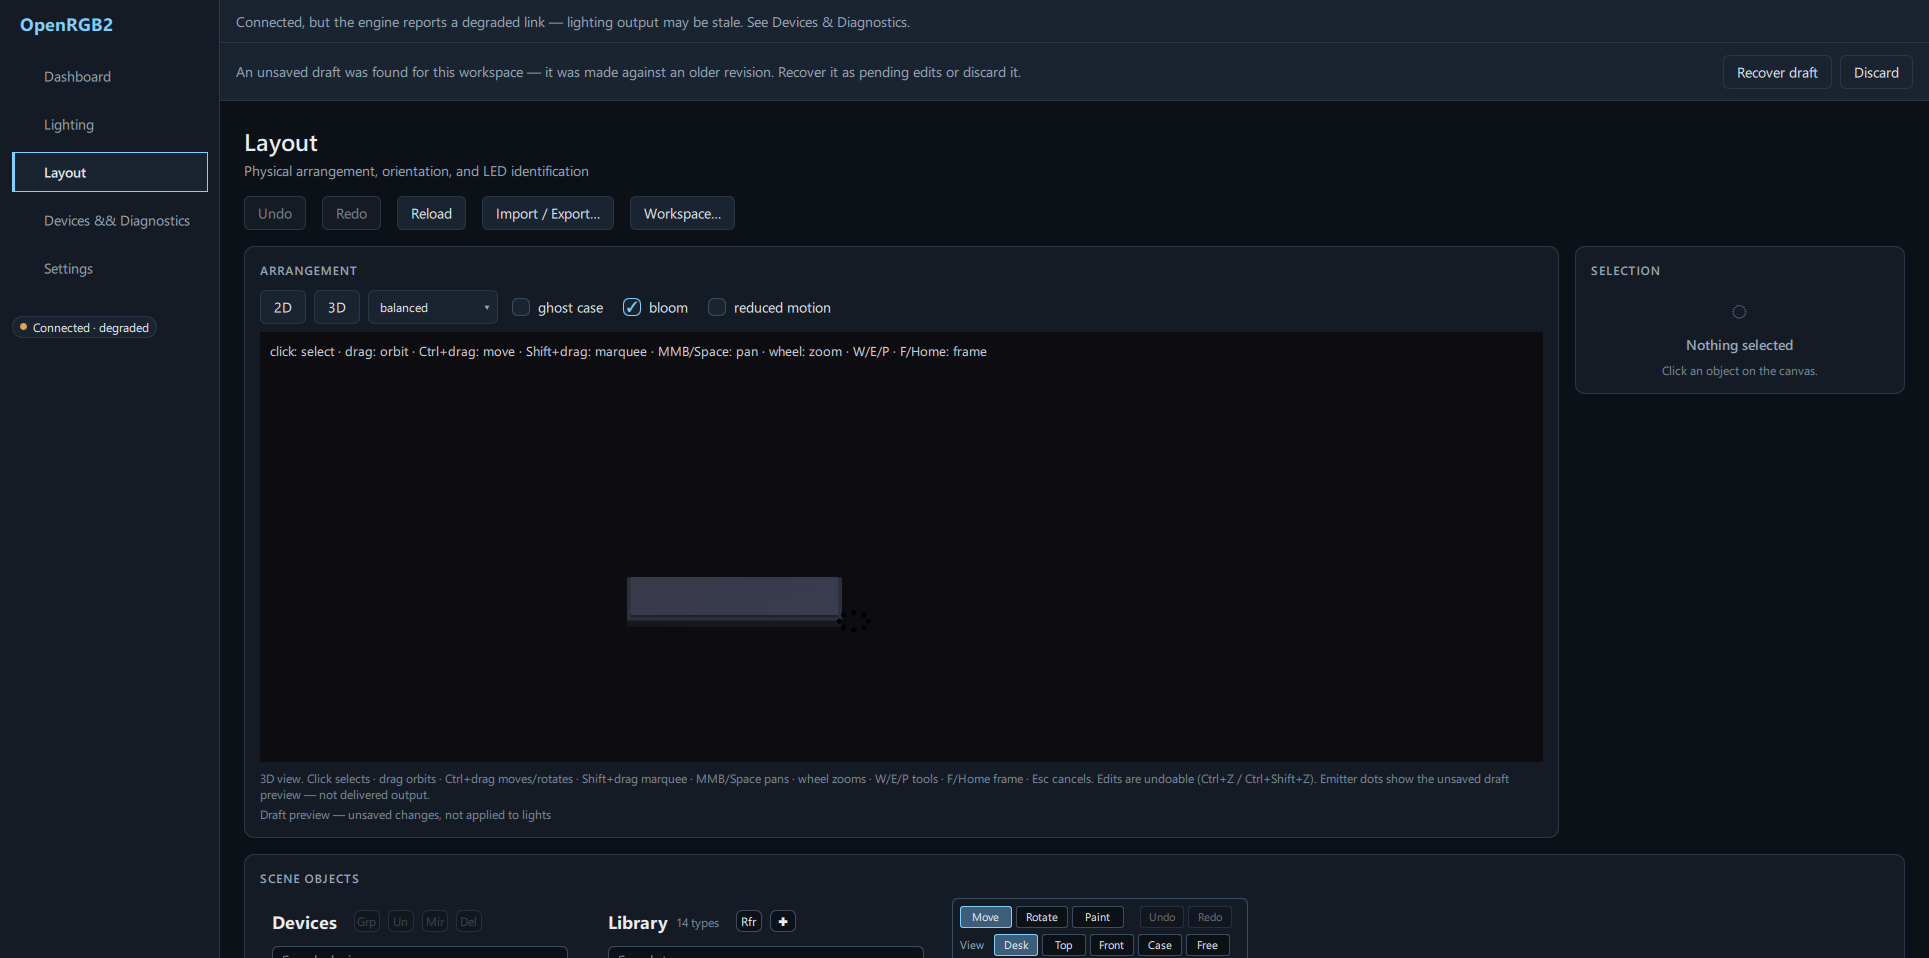 OpenRGB2
Dashboard
Lighting
Layout
Devices && Diagnostics
Settings
Connected · degraded
Connected, but the engine reports a degraded link — lighting output may be stale. See Devices & Diagnostics.
An unsaved draft was found for this workspace — it was made against an older revision. Recover it as pending edits or discard it.
Recover draft
Discard
Layout
Physical arrangement, orientation, and LED identification
Undo
Redo
Reload
Import / Export...
Workspace...
ARRANGEMENT
2D
3D
balanced
ghost case
bloom
reduced motion
click: select · drag: orbit · Ctrl+drag: move · Shift+drag: marquee · MMB/Space: pan · wheel: zoom · W/E/P · F/Home: frame
3D view. Click selects · drag orbits · Ctrl+drag moves/rotates · Shift+drag marquee · MMB/Space pans · wheel zooms · W/E/P tools · F/Home frame · Esc cancels. Edits are undoable (Ctrl+Z / Ctrl+Shift+Z). Emitter dots show the unsaved draft
preview — not delivered output.
Draft preview — unsaved changes, not applied to lights
SELECTION
Nothing selected
Click an object on the canvas.
SCENE OBJECTS
Devices
Grp
Un
Mir
Del
Library
14 types
Rfr
Move
Rotate
Paint
Undo
Redo
View
Desk
Top
Front
Case
Free